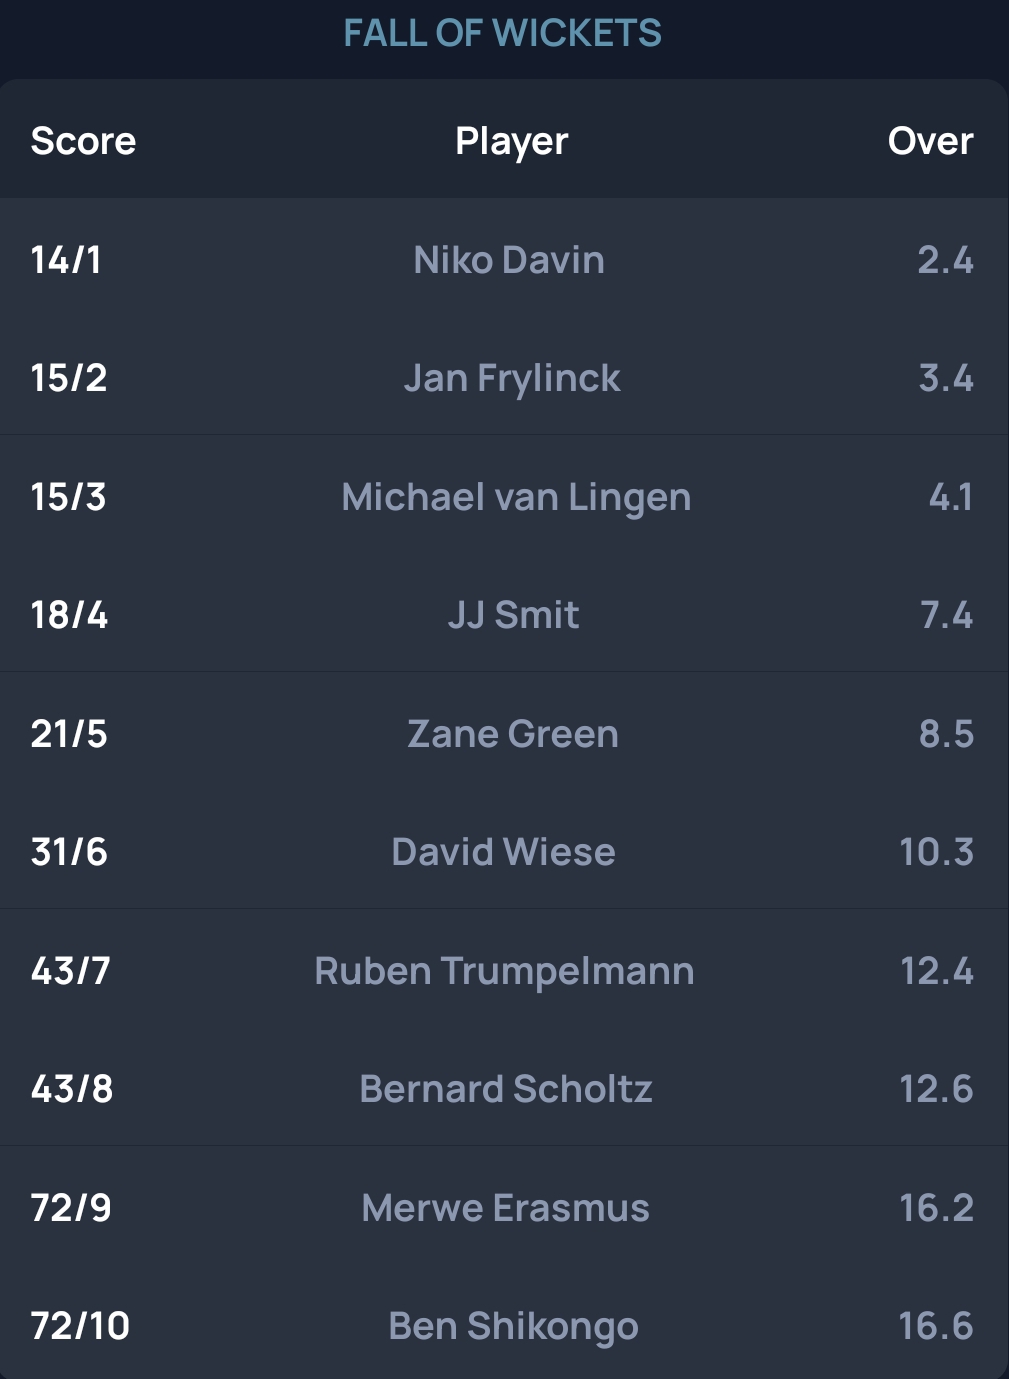 FALL OF WICKETS
Score Player Over
14/1 Niko Davin 2.4
15/2 Jan Frylinck 3.4
15/3 Michael van Lingen 4.1
18/4 JJ Smit 7.4
21/5 Zane Green 8.5
31/6 David Wiese 10.3
43/7 Ruben Trumpelmann 12.4
43/8 Bernard Scholtz 12.6
72/9 Merwe Erasmus 16.2
72/10 Ben Shikongo 16.6